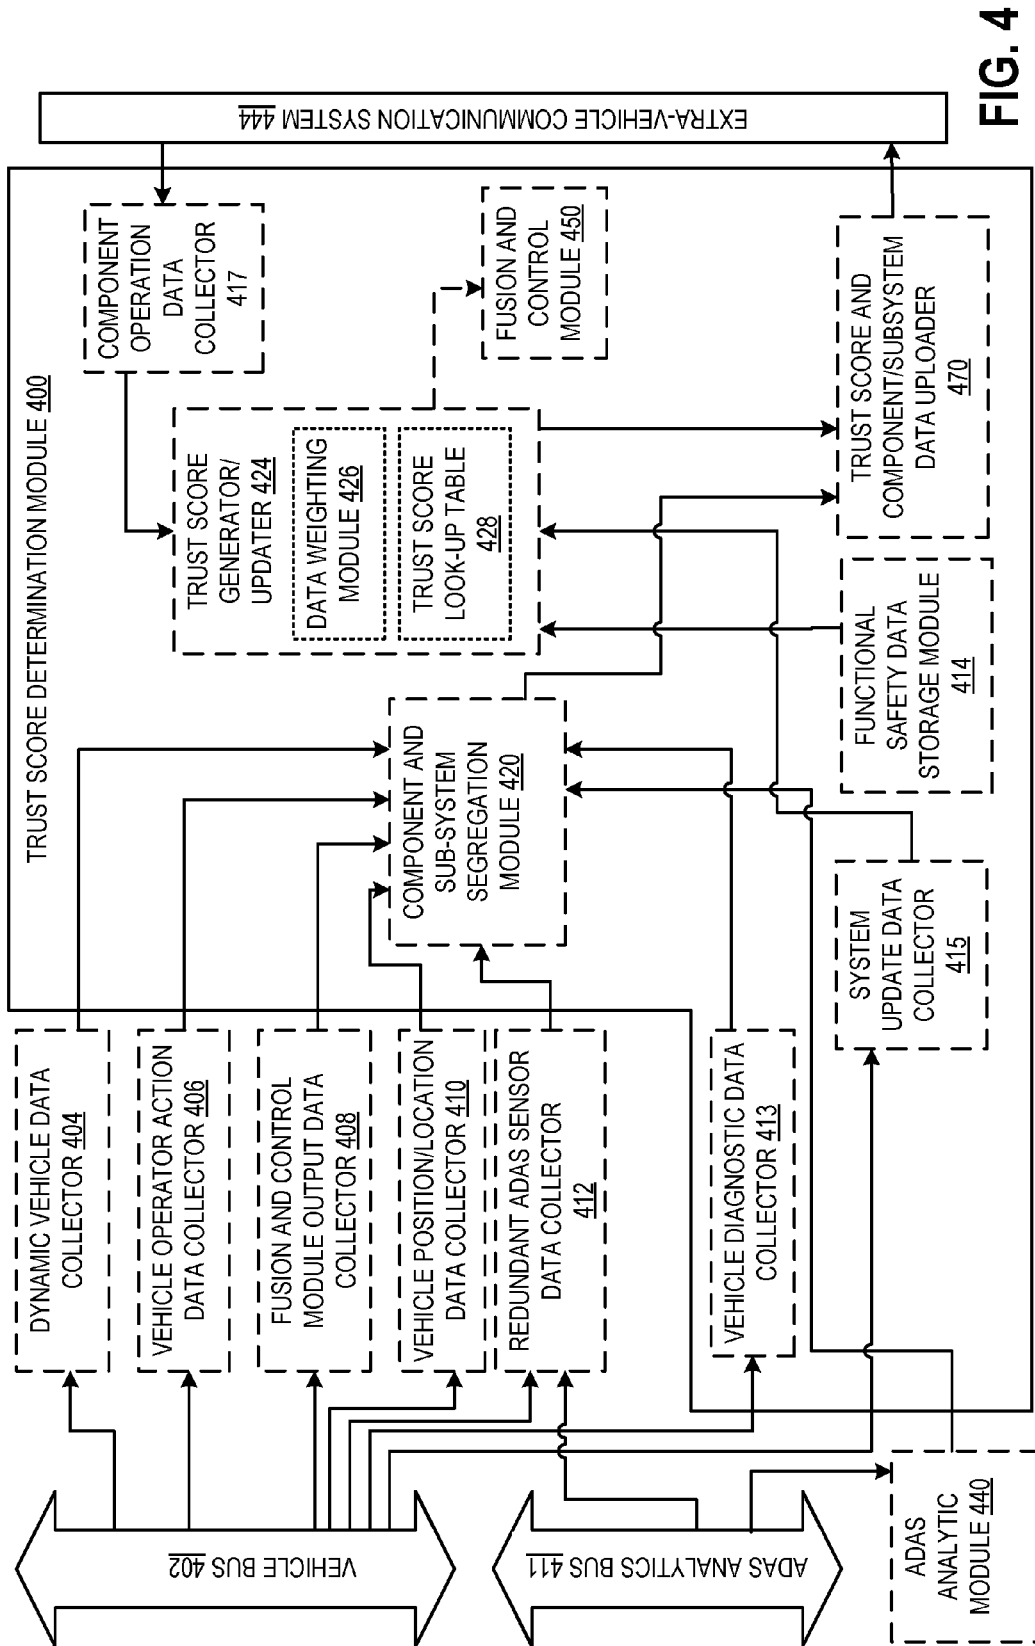 TRUST SCORE DETERMINATION MODULE 400
VEHICLE BUS 402
ADAS ANALYTICS BUS 411
ADAS
ANALYTIC
MODULE 440
DYNAMIC VEHICLE DATA
COLLECTOR 404
VEHICLE OPERATOR ACTION
DATA COLLECTOR 406
FUSION AND CONTROL
MODULE OUTPUT DATA
COLLECTOR 408
VEHICLE POSITION/LOCATION
DATA COLLECTOR 410
REDUNDANT ADAS SENSOR
DATA COLLECTOR
412
VEHICLE DIAGNOSTIC DATA
COLLECTOR 413
SYSTEM
UPDATE DATA
COLLECTOR
415
COMPONENT AND
SUB-SYSTEM
SEGREGATION
MODULE 420
FUNCTIONAL
SAFETY DATA
STORAGE MODULE
414
TRUST SCORE
GENERATOR/
UPDATER 424
DATA WEIGHTING
MODULE 426
TRUST SCORE
LOOK-UP TABLE
428
COMPONENT
OPERATION
DATA
COLLECTOR
417
FUSION AND
CONTROL
MODULE 450
TRUST SCORE AND
COMPONENT/SUBSYSTEM
DATA UPLOADER
470
EXTRA-VEHICLE COMMUNICATION SYSTEM 444
FIG. 4